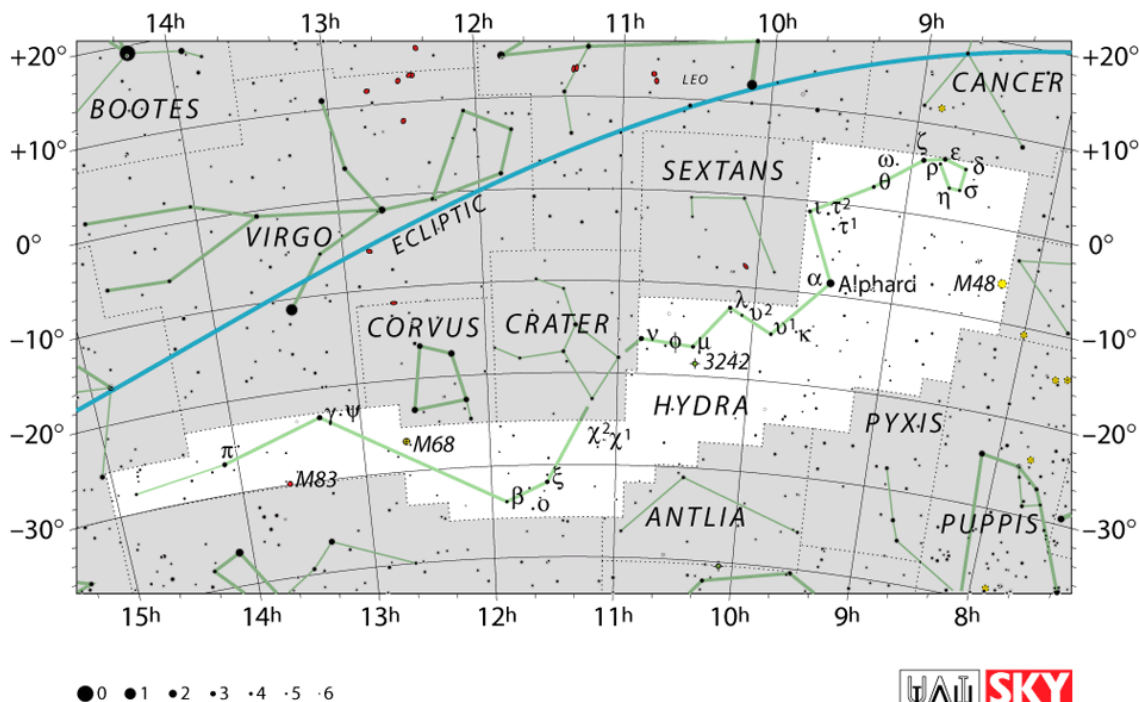 14h 13h 12h 11h 10h 9h
+20° +20°
LEO
CANCER
BOOTES
+10° +10°
SEXTANS
ζ ε
ω ρ δ
θ η σ
ι τ²
τ¹
VIRGO
ECLIPTIC
0° 0°
α Alphard M48
λ υ²
CORVUS CRATER
ν φ μ υ¹ κ
−10° −10°
3242
HYDRA
PYXIS
γ ψ
χ² χ¹
−20° −20°
π M68
M83
ξ
β ο
ANTLIA
PUPPIS
−30° −30°
15h 14h 13h 12h 11h 10h 9h 8h
0 1 2 3 4 5 6
IAU SKY